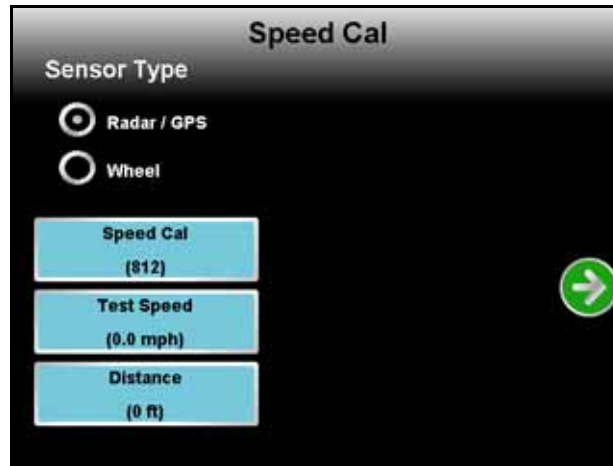 Speed Cal
Sensor Type
Radar / GPS
Wheel
Speed Cal
(812)
Test Speed
(0.0 mph)
Distance
(0 ft)